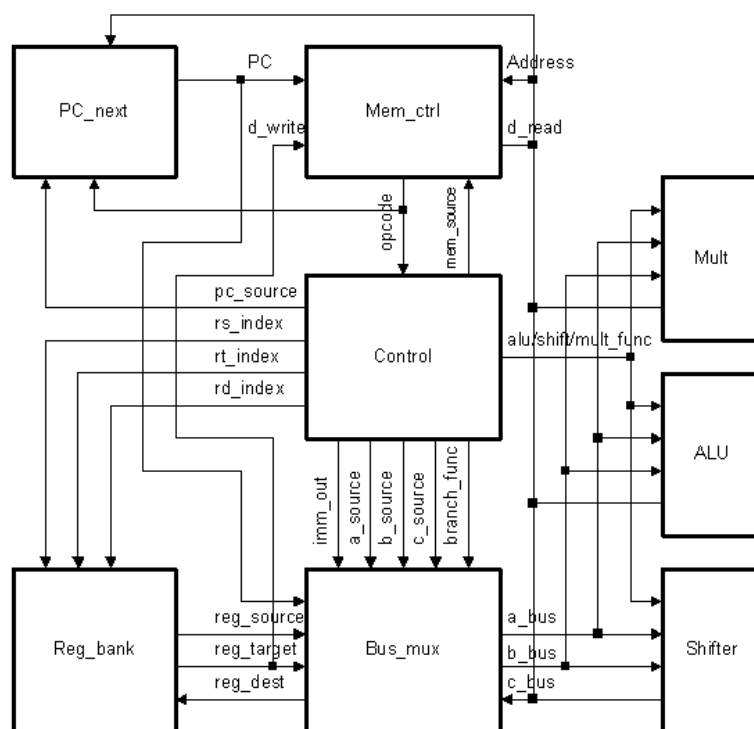 PC
Address
PC_next
Mem_ctrl
d_write
d_read
opcode
mem_source
Mult
pc_source
rs_index
rt_index
rd_index
Control
alu/shift/mult_func
ALU
imm_out
a_source
b_source
c_source
branch_func
Reg_bank
reg_source
reg_target
reg_dest
Bus_mux
a_bus
b_bus
c_bus
Shifter